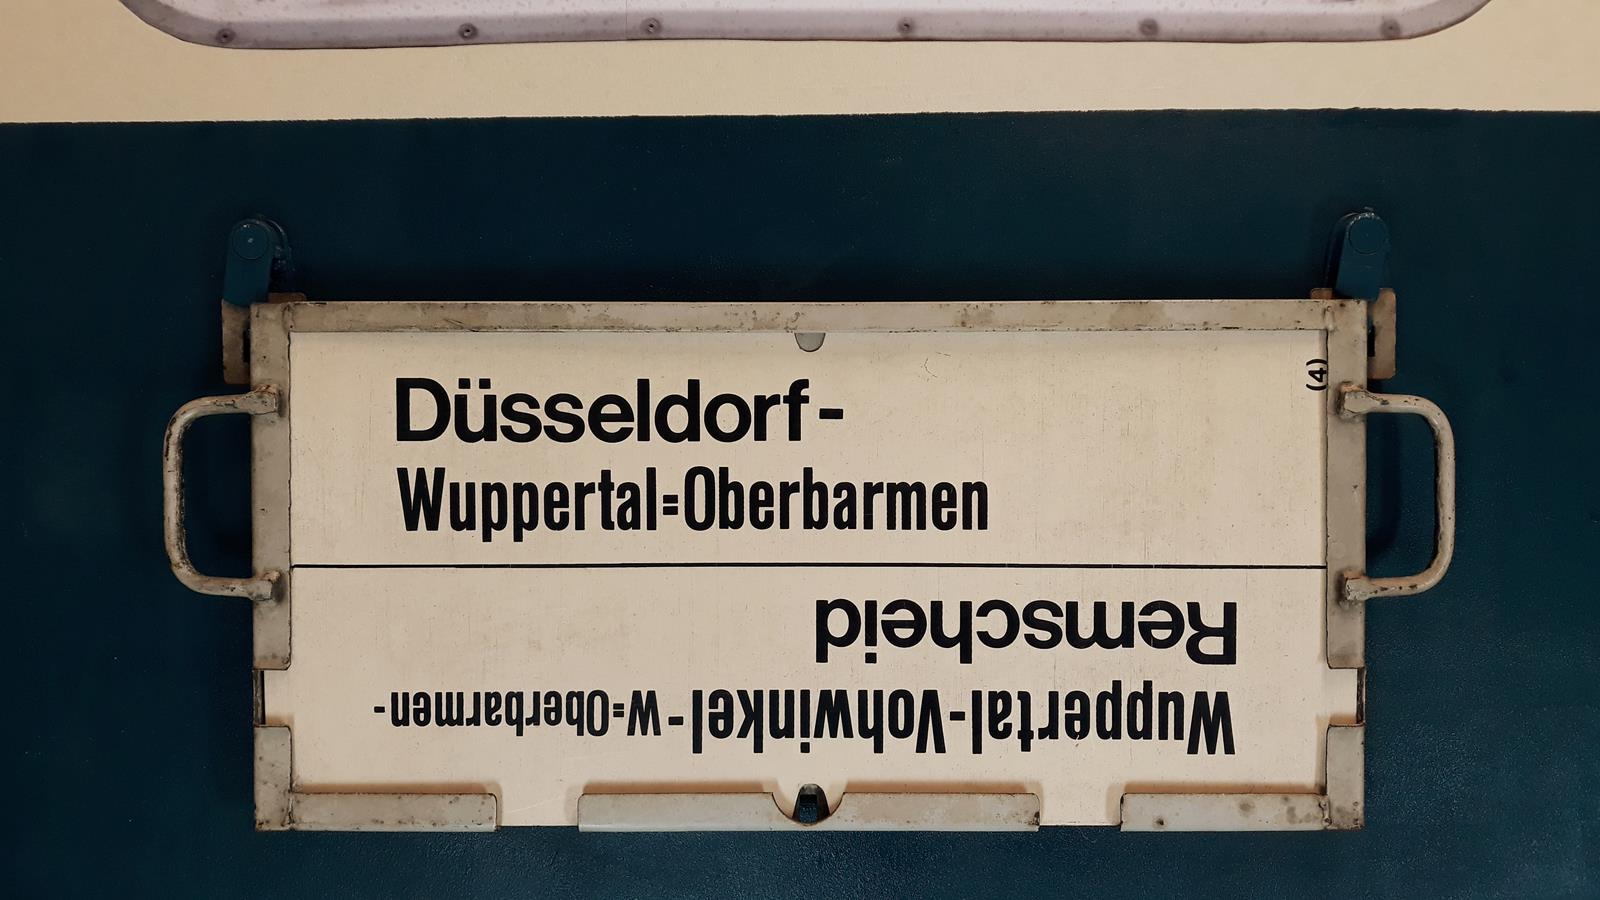 Düsseldorf-
Wuppertal=Oberbarmen
(4)
Wuppertal-Vohwinkel-W=Oberbarmen-
Remscheid